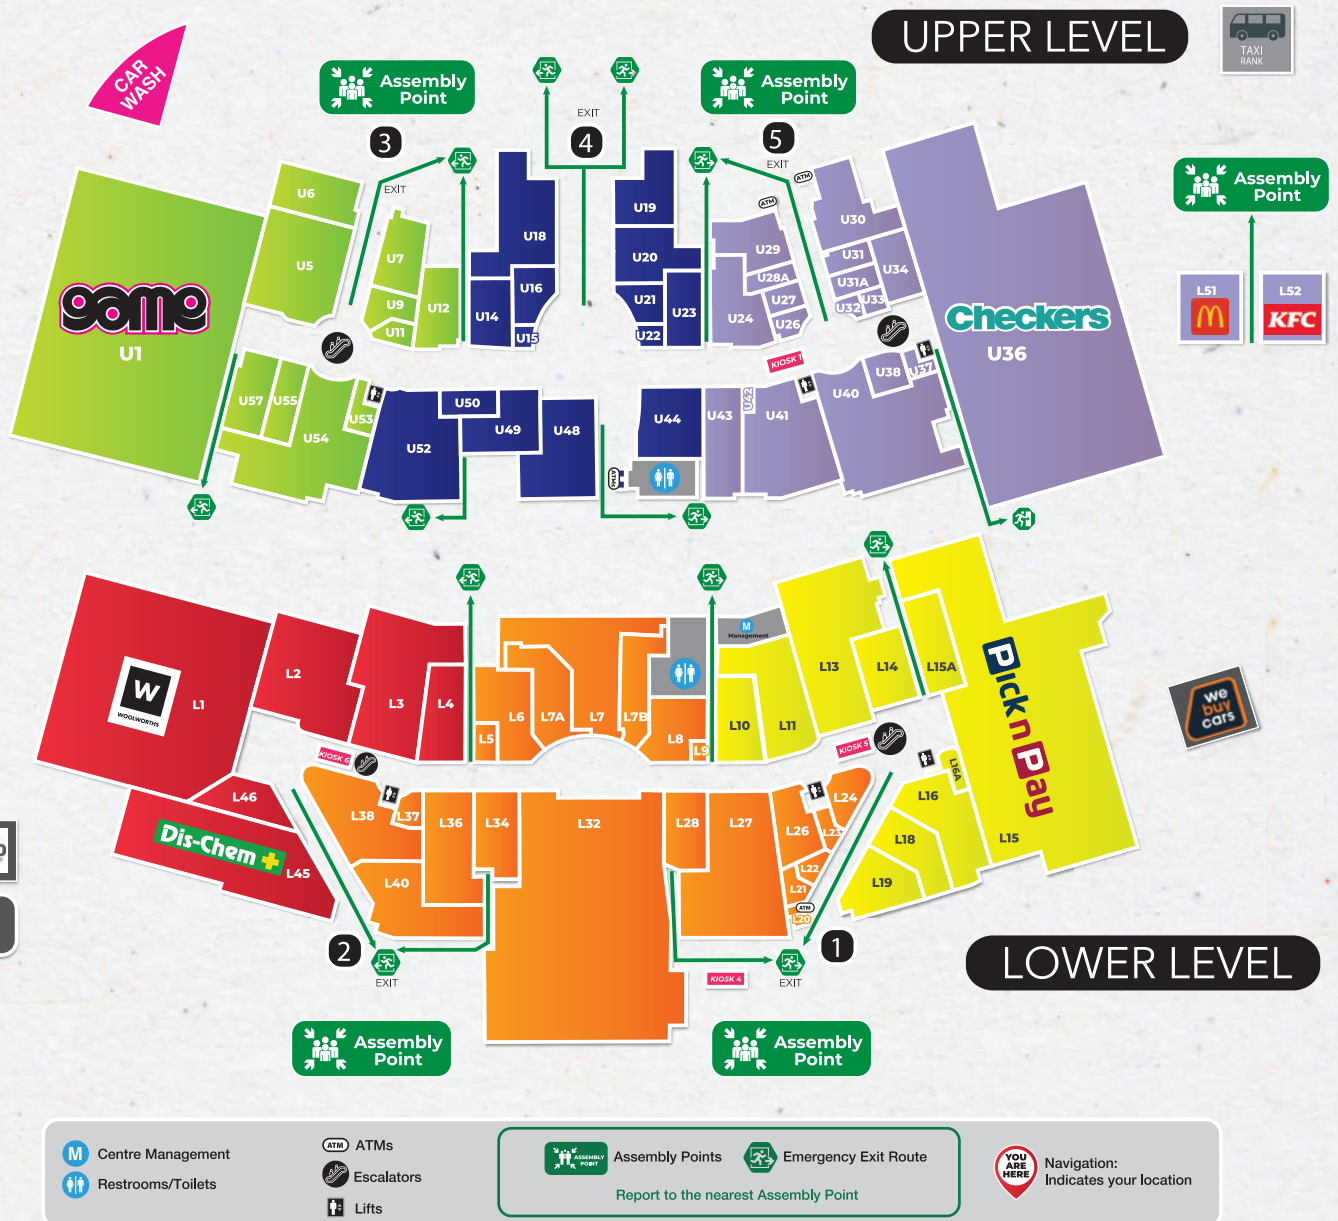 UPPER LEVEL
TAXI
RANK
CAR
WASH
Assembly
Point
3
EXIT
EXIT
4
Assembly
Point
5
EXIT
Assembly
Point
L51
L52
KFC
game
U1
U6
U5
U7
U9
U11
U12
U18
U14
U16
U15
U19
U20
U21
U22
U23
ATM
ATM
U29
U28A
U27
U26
U24
U30
U31
U31A
U32
U33
U34
Checkers
U36
KIOSK 1
U57
U55
U54
U53
U52
U50
U49
U48
U44
ATMs
U43
U42
U41
U40
U38
U37
W
WOOLWORTHS
L1
L2
L3
L4
L5
L6
L7A
L7
L7B
L8
L9
M
Management
L10
L11
L13
L14
L15A
Pick n Pay
L15
we
buy
cars
KIOSK 6
KIOSK 5
L46
Dis-Chem
L45
L38
L37
L36
L34
L40
L32
L28
L27
L26
L24
L23
L22
L21
ATM
L20
L16A
L16
L18
L19
2
EXIT
KIOSK 4
1
EXIT
LOWER LEVEL
Assembly
Point
Assembly
Point
M Centre Management
Restrooms/Toilets
ATM ATMs
Escalators
Lifts
ASSEMBLY
POINT
Assembly Points
Emergency Exit Route
Report to the nearest Assembly Point
YOU
ARE
HERE
Navigation:
Indicates your location